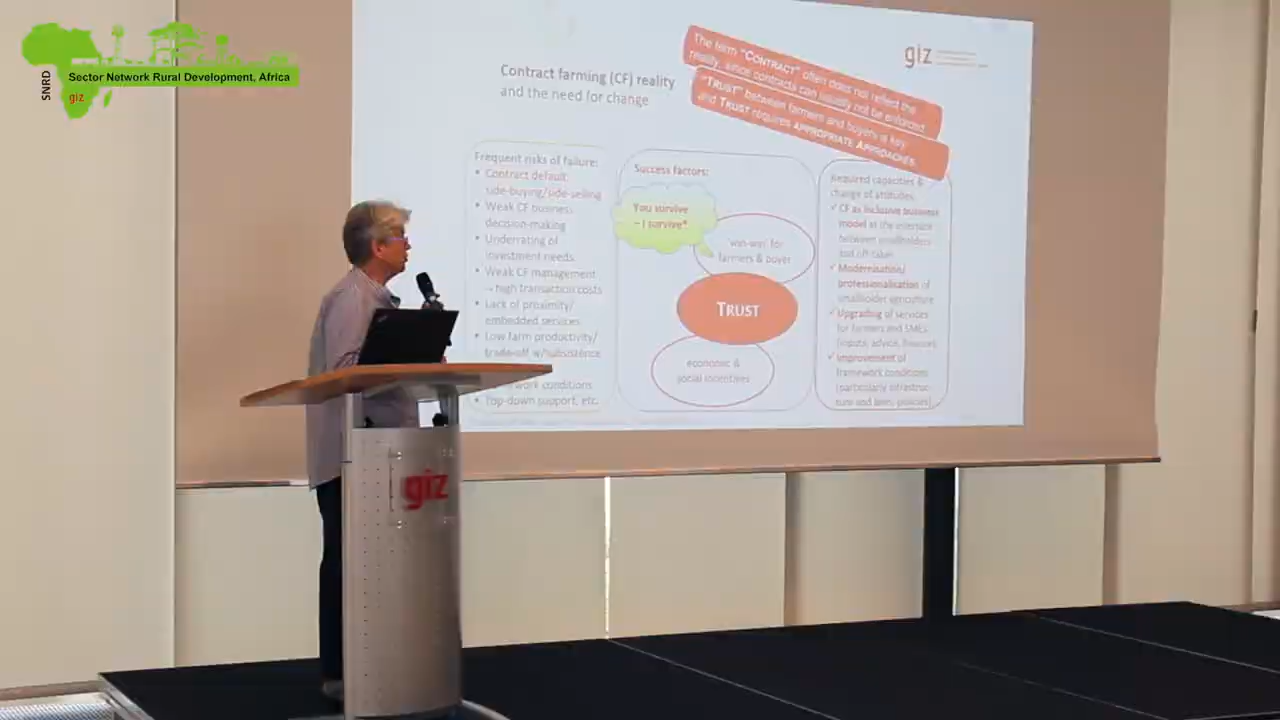 SNRD
Sector Network Rural Development, Africa
giz
giz
Contract farming (CF) reality
and the need for change
The term "CONTRACT" often does not reflect the
reality, since contracts can usually not be enforced
"TRUST" between farmers and buyers is key
and TRUST requires APPROPRIATE APPROACHES
Frequent risks of failure:
• Contract default:
side-buying/side-selling
• Weak CF business
decision-making
• Underrating of
investment needs
• Weak CF management
→ high transaction costs
• Lack of proximity/
embedded services
• Low farm productivity/
trade-off w/subsistence
work conditions
• Top-down support, etc.
Success factors:
You survive
– I survive*
'win-win' for
farmers & buyer
TRUST
economic &
social incentives
Required capacities &
change of attitudes:
✓ CF as inclusive business
model at the interface
between smallholders
and off-taker
✓ Modernisation/
professionalisation of
smallholder agriculture
✓ Upgrading of services
for farmers and SMEs
(inputs, advice, finance)
✓ Improvement of
framework conditions
(particularly infrastruc-
ture and laws, policies)
giz